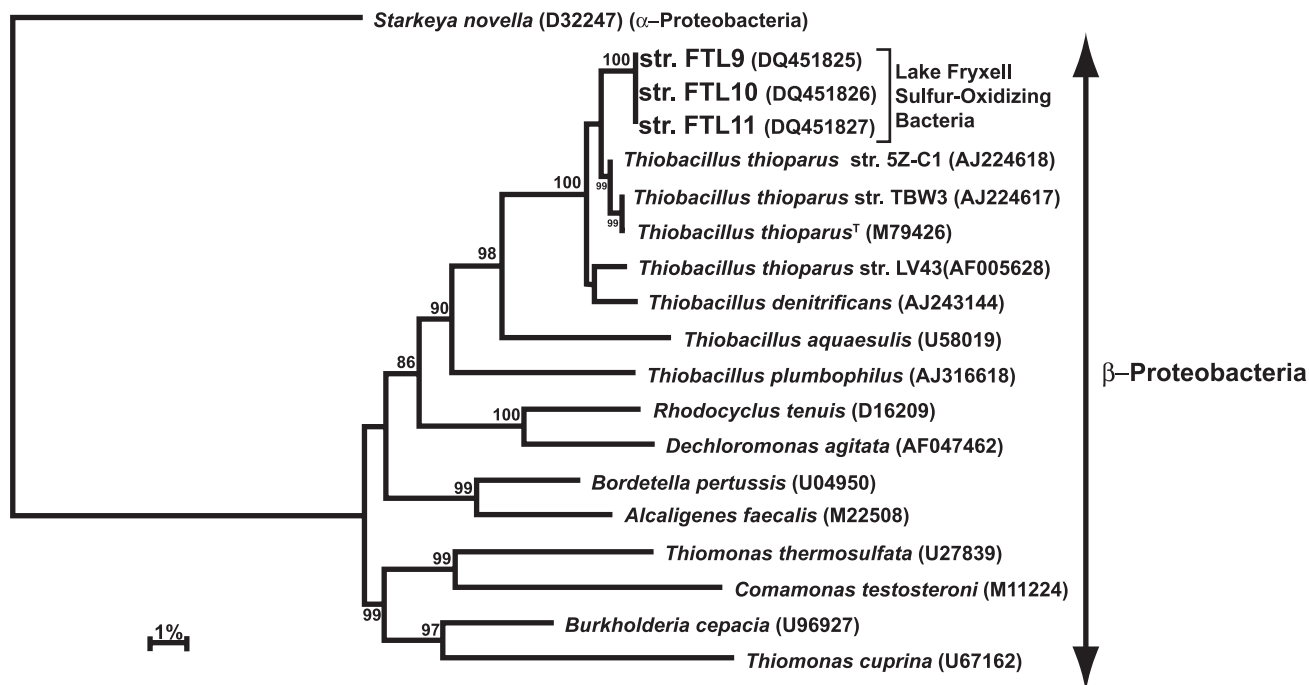 Starkeya novella (D32247) (α–Proteobacteria)
100
str. FTL9 (DQ451825)
str. FTL10 (DQ451826)
str. FTL11 (DQ451827)
Lake Fryxell
Sulfur-Oxidizing
Bacteria
Thiobacillus thioparus str. 5Z-C1 (AJ224618)
100
99
Thiobacillus thioparus str. TBW3 (AJ224617)
99
Thiobacillus thioparusᵀ (M79426)
98
Thiobacillus thioparus str. LV43(AF005628)
90
Thiobacillus denitrificans (AJ243144)
Thiobacillus aquaesulis (U58019)
86
Thiobacillus plumbophilus (AJ316618)
β–Proteobacteria
100
Rhodocyclus tenuis (D16209)
Dechloromonas agitata (AF047462)
99
Bordetella pertussis (U04950)
Alcaligenes faecalis (M22508)
99
Thiomonas thermosulfata (U27839)
Comamonas testosteroni (M11224)
99
97
Burkholderia cepacia (U96927)
Thiomonas cuprina (U67162)
1%